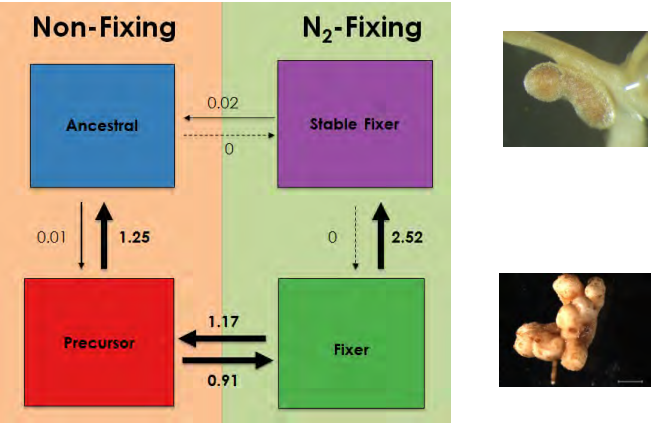 Non-Fixing
N₂-Fixing
Ancestral
0.02
0
Stable Fixer
0.01
1.25
0
2.52
Precursor
1.17
0.91
Fixer